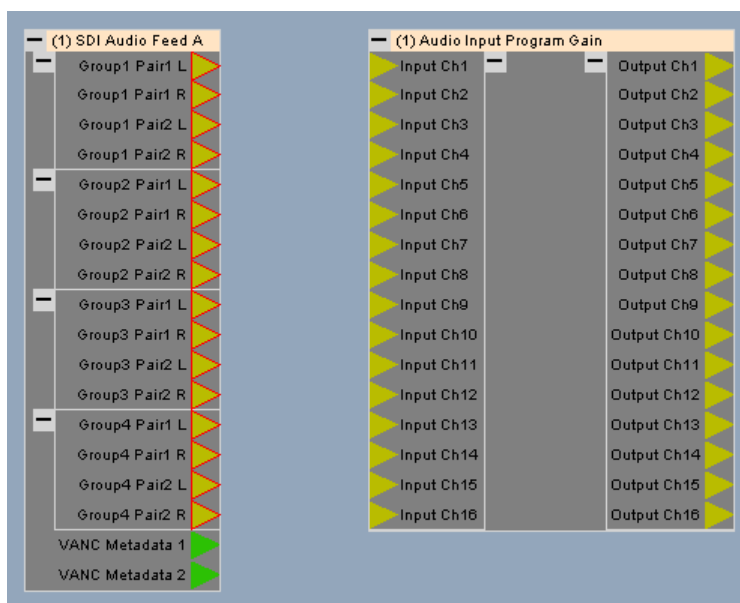 (1) SDI Audio Feed A
Group1 Pair1 L
Group1 Pair1 R
Group1 Pair2 L
Group1 Pair2 R
Group2 Pair1 L
Group2 Pair1 R
Group2 Pair2 L
Group2 Pair2 R
Group3 Pair1 L
Group3 Pair1 R
Group3 Pair2 L
Group3 Pair2 R
Group4 Pair1 L
Group4 Pair1 R
Group4 Pair2 L
Group4 Pair2 R
VANC Metadata 1
VANC Metadata 2
(1) Audio Input Program Gain
Input Ch1
Input Ch2
Input Ch3
Input Ch4
Input Ch5
Input Ch6
Input Ch7
Input Ch8
Input Ch9
Input Ch10
Input Ch11
Input Ch12
Input Ch13
Input Ch14
Input Ch15
Input Ch16
Output Ch1
Output Ch2
Output Ch3
Output Ch4
Output Ch5
Output Ch6
Output Ch7
Output Ch8
Output Ch9
Output Ch10
Output Ch11
Output Ch12
Output Ch13
Output Ch14
Output Ch15
Output Ch16